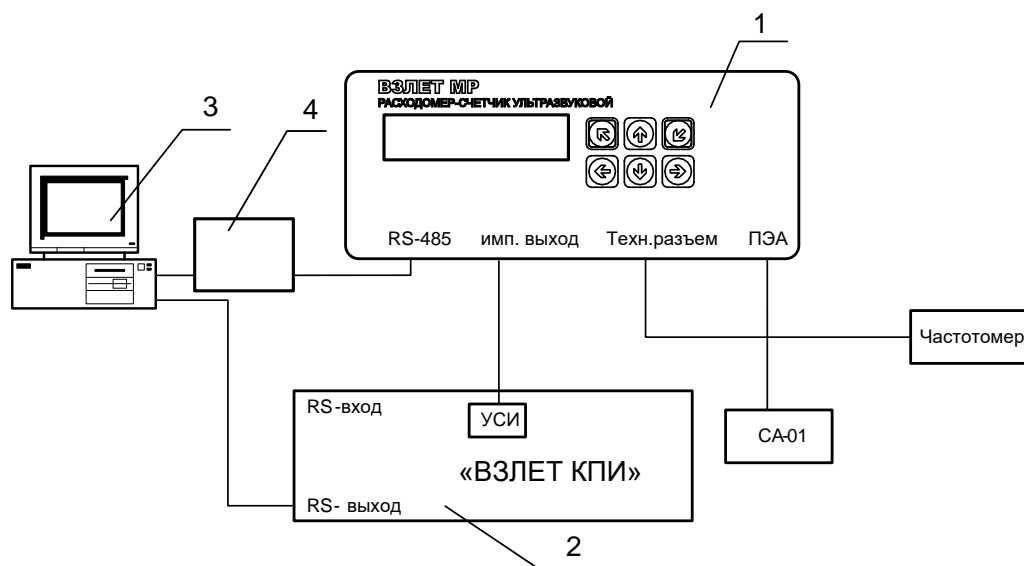 1
ВЗЛЕТ МР
РАСХОДОМЕР-СЧЕТЧИК УЛЬТРАЗВУКОВОЙ
3
4
RS-485 имп. выход Техн.разъем ПЭА
Частотомер
RS-вход
УСИ
СА-01
«ВЗЛЕТ КПИ»
RS- выход
2